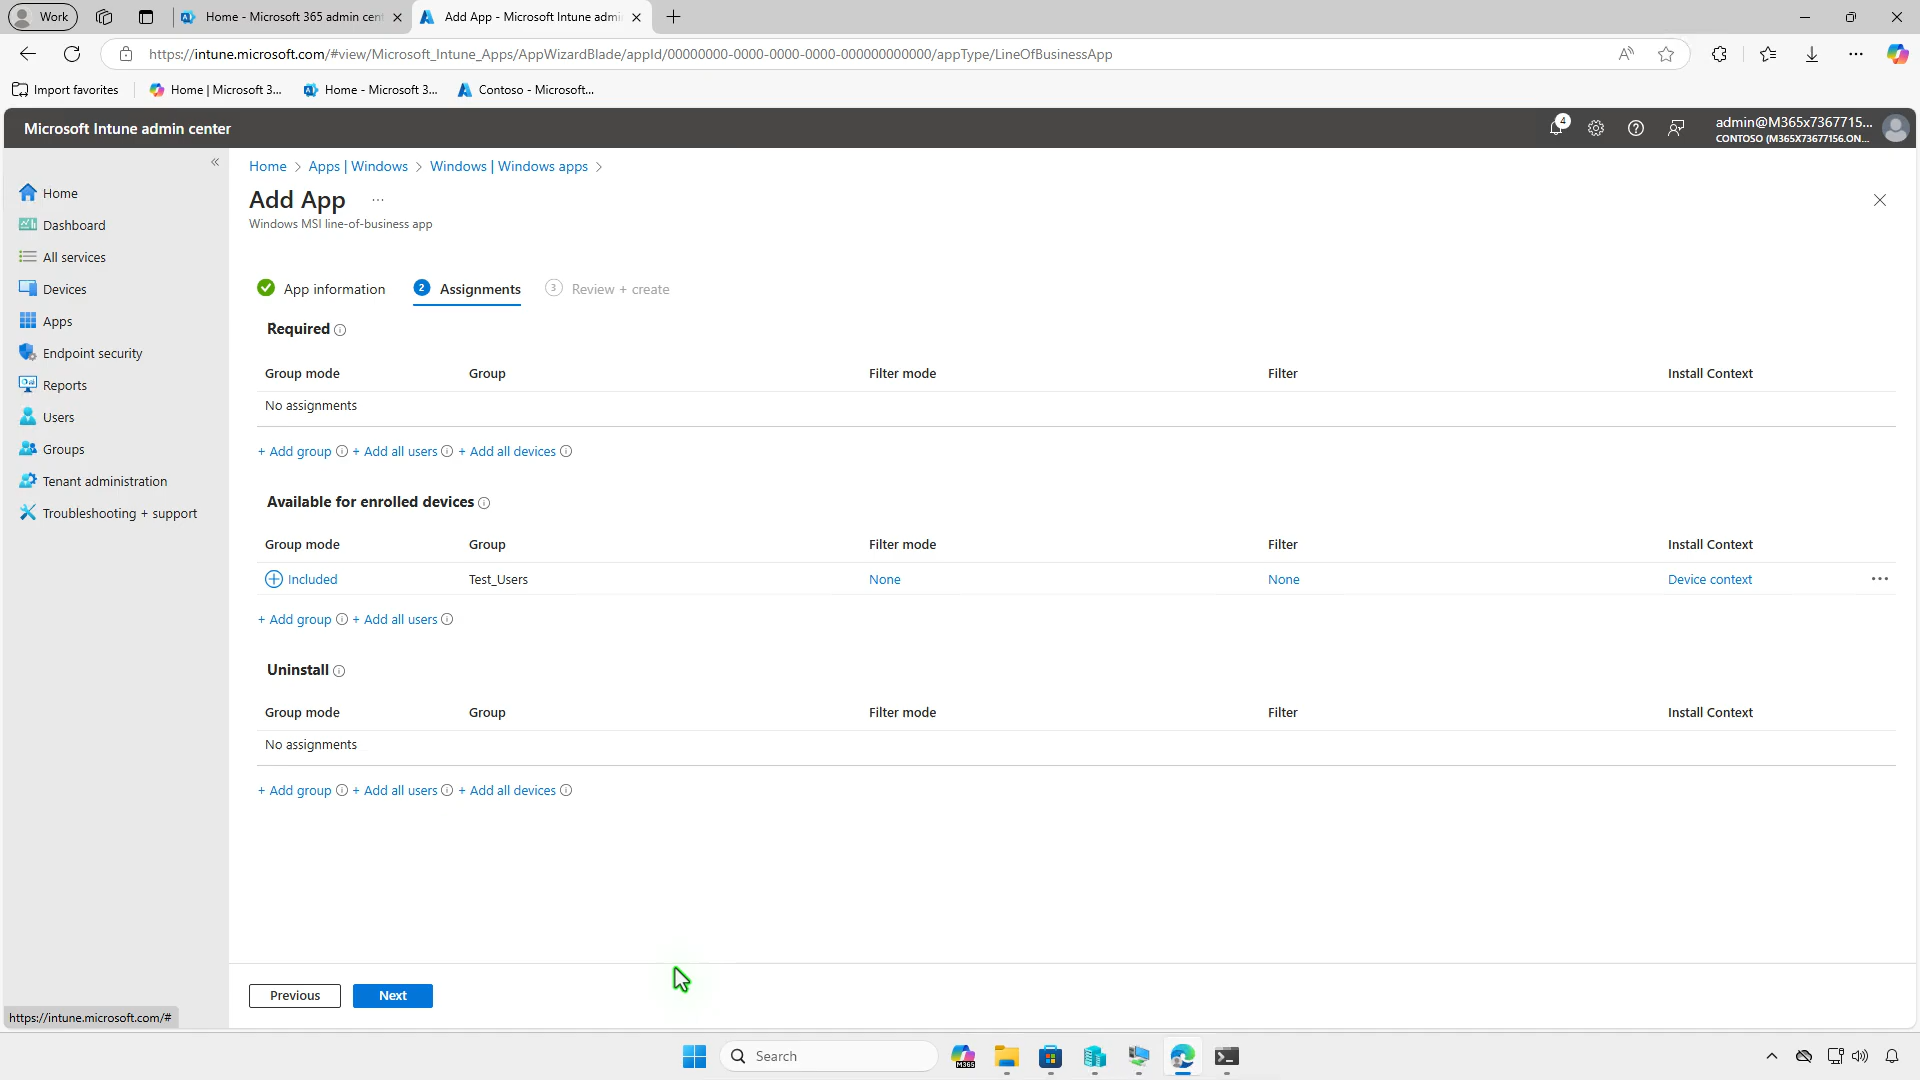 Work
Home - Microsoft 365 admin cen
Add App - Microsoft Intune admi
https://intune.microsoft.com/#view/Microsoft_Intune_Apps/AppWizardBlade/appId/00000000-0000-0000-0000-000000000000/appType/LineOfBusinessApp
Import favorites
Home | Microsoft 3...
Home - Microsoft 3...
Contoso - Microsoft...
Microsoft Intune admin center
4
admin@M365x7367715...
CONTOSO (M365X73677156.ON...
Home
Dashboard
All services
Devices
Apps
Endpoint security
Reports
Users
Groups
Tenant administration
Troubleshooting + support
Home > Apps | Windows > Windows | Windows apps >
Add App ...
Windows MSI line-of-business app
App information
2 Assignments
3 Review + create
Required
Group mode Group Filter mode Filter Install Context
No assignments
+ Add group + Add all users + Add all devices
Available for enrolled devices
Group mode Group Filter mode Filter Install Context
Included Test_Users None None Device context ...
+ Add group + Add all users
Uninstall
Group mode Group Filter mode Filter Install Context
No assignments
+ Add group + Add all users + Add all devices
Previous
Next
https://intune.microsoft.com/#
Search
M365